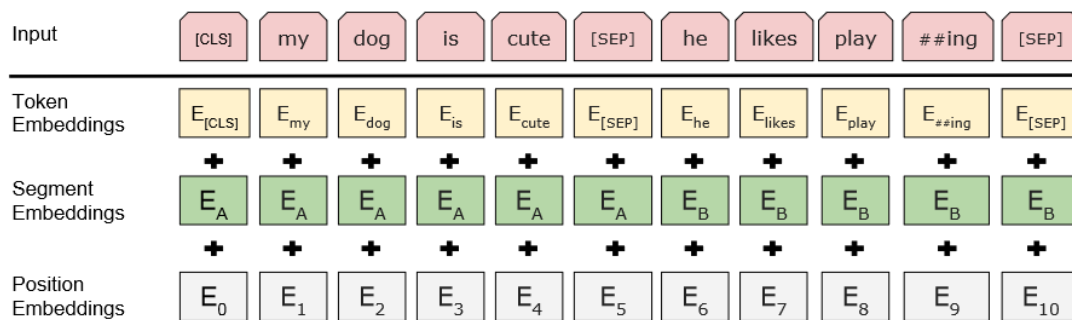 Input [CLS] my dog is cute [SEP] he likes play ##ing [SEP]
Token Embeddings E[CLS] Emy Edog Eis Ecute E[SEP] Ehe Elikes Eplay E##ing E[SEP]
+ + + + + + + + + + +
Segment Embeddings EA EA EA EA EA EA EB EB EB EB EB
+ + + + + + + + + + +
Position Embeddings E0 E1 E2 E3 E4 E5 E6 E7 E8 E9 E10